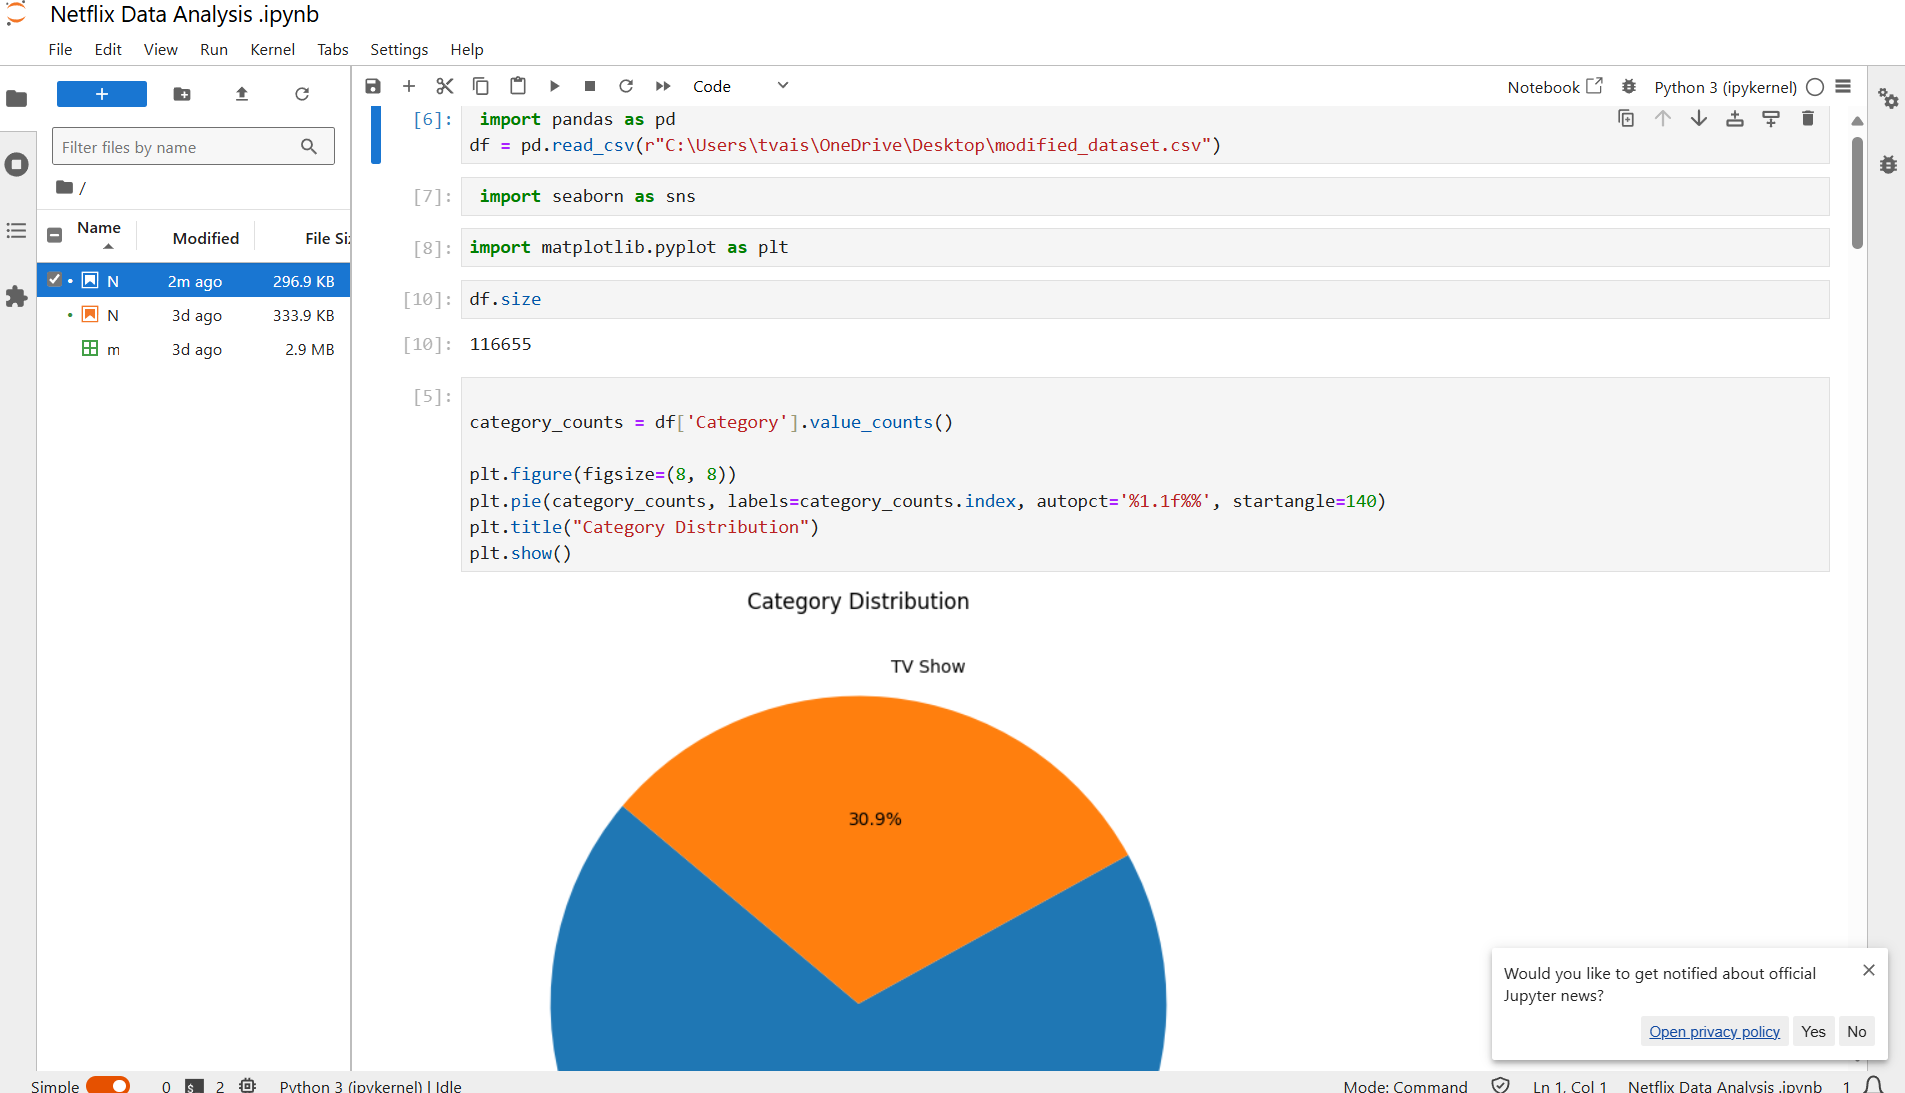 Netflix Data Analysis .ipynb
File Edit View Run Kernel Tabs Settings Help
+
Code
Notebook
Python 3 (ipykernel)
Filter files by name
/
Name
Modified
File Si
N 2m ago 296.9 KB
N 3d ago 333.9 KB
m 3d ago 2.9 MB
[6]: import pandas as pd
df = pd.read_csv(r"C:\Users\tvais\OneDrive\Desktop\modified_dataset.csv")
[7]: import seaborn as sns
[8]: import matplotlib.pyplot as plt
[10]: df.size
[10]: 116655
[5]:
category_counts = df['Category'].value_counts()
plt.figure(figsize=(8, 8))
plt.pie(category_counts, labels=category_counts.index, autopct='%1.1f%%', startangle=140)
plt.title("Category Distribution")
plt.show()
Category Distribution
TV Show
30.9%
Would you like to get notified about official
Jupyter news?
Open privacy policy Yes No
Simple 0 $_ 2 Python 3 (ipykernel) | Idle
Mode: Command Ln 1, Col 1 Netflix Data Analysis .ipynb 1